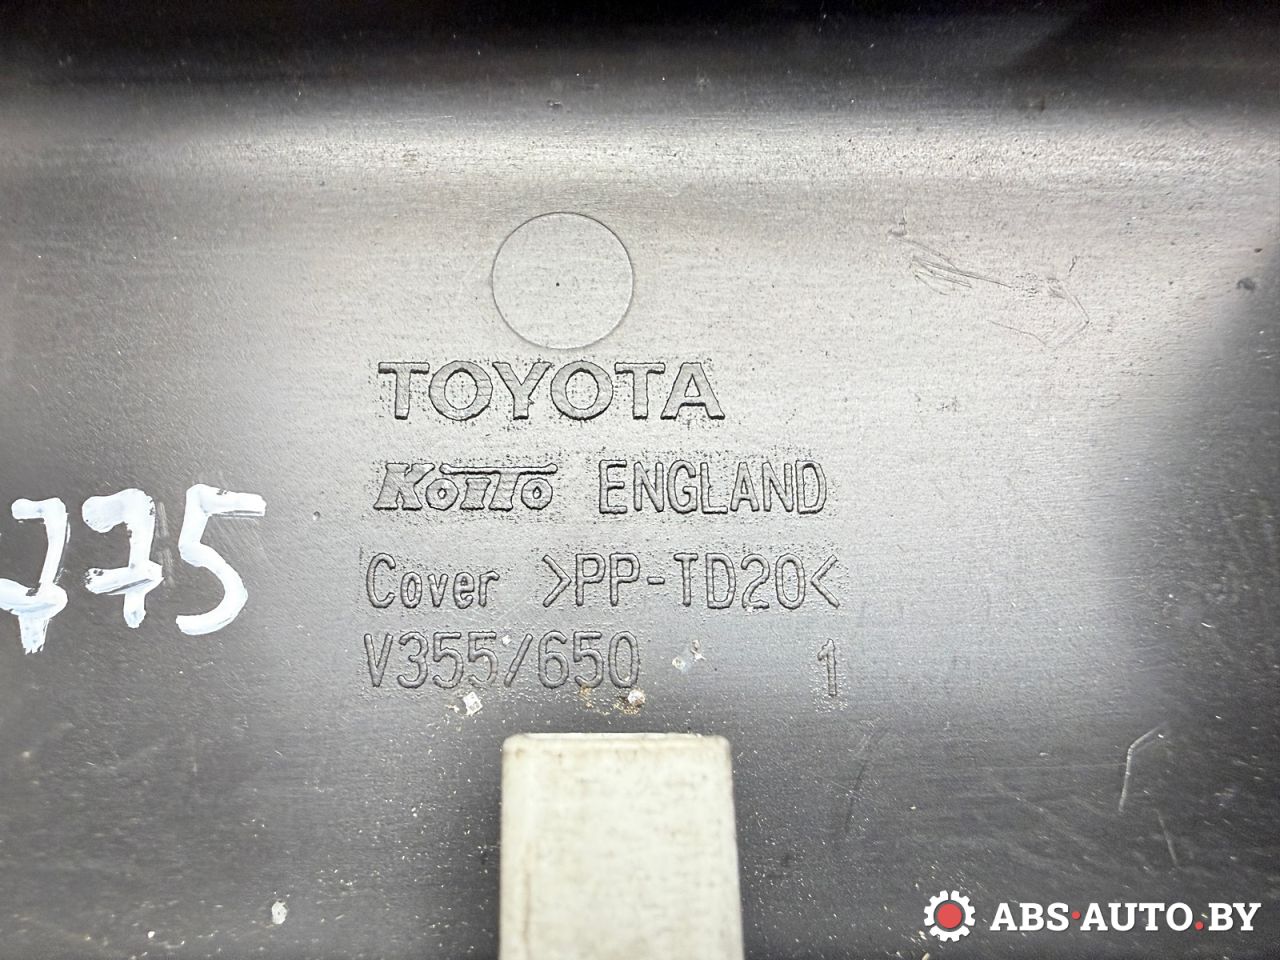 TOYOTA
KOITO ENGLAND
775
Cover >PP-TD20<
V355/650 1
ABS·AUTO.BY